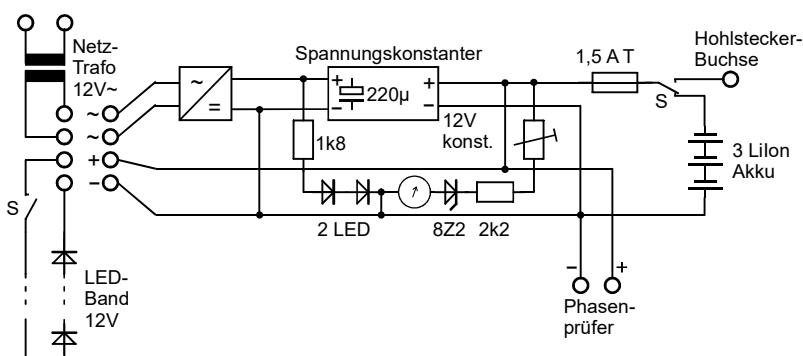 Netz-
Trafo
12V~
~
~
+
−
S
LED-
Band
12V
~
=
Spannungskonstanter
+
−
220µ
+
−
12V
konst.
1k8
2 LED
8Z2
2k2
1,5 A T
S
Hohlstecker-
Buchse
3 LiIon
Akku
−
+
Phasen-
prüfer